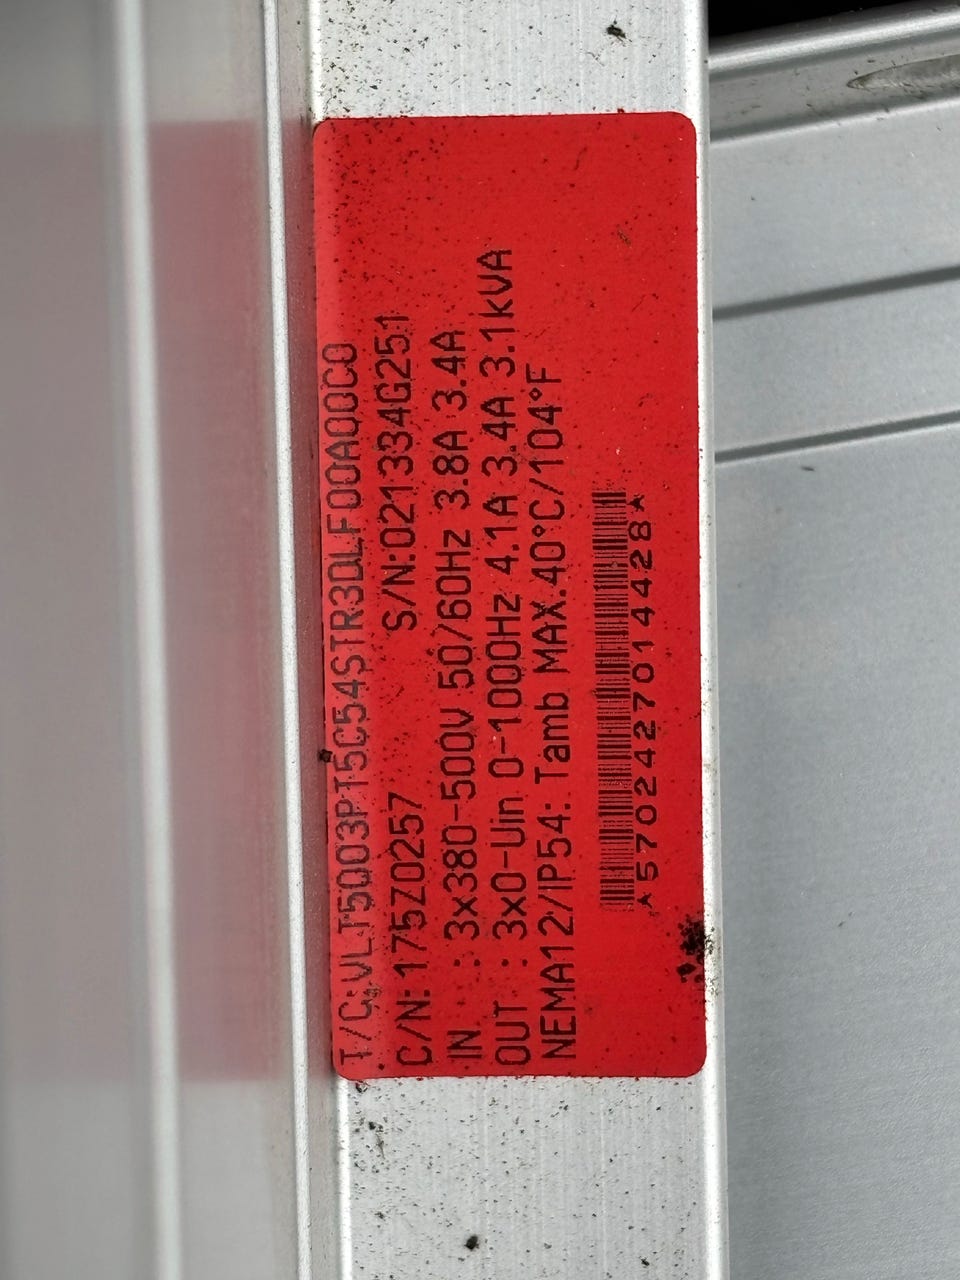 T/C:VLT5003PT5C54STR3DLF00A00C0
C/N:175Z0257 S/N:021334G251
IN : 3x380-500V 50/60Hz 3.8A 3.4A
OUT : 3x0-Uin 0-1000Hz 4.1A 3.4A 3.1kVA
NEMA12/IP54: Tamb MAX.40°C/104°F
*5702427014428*